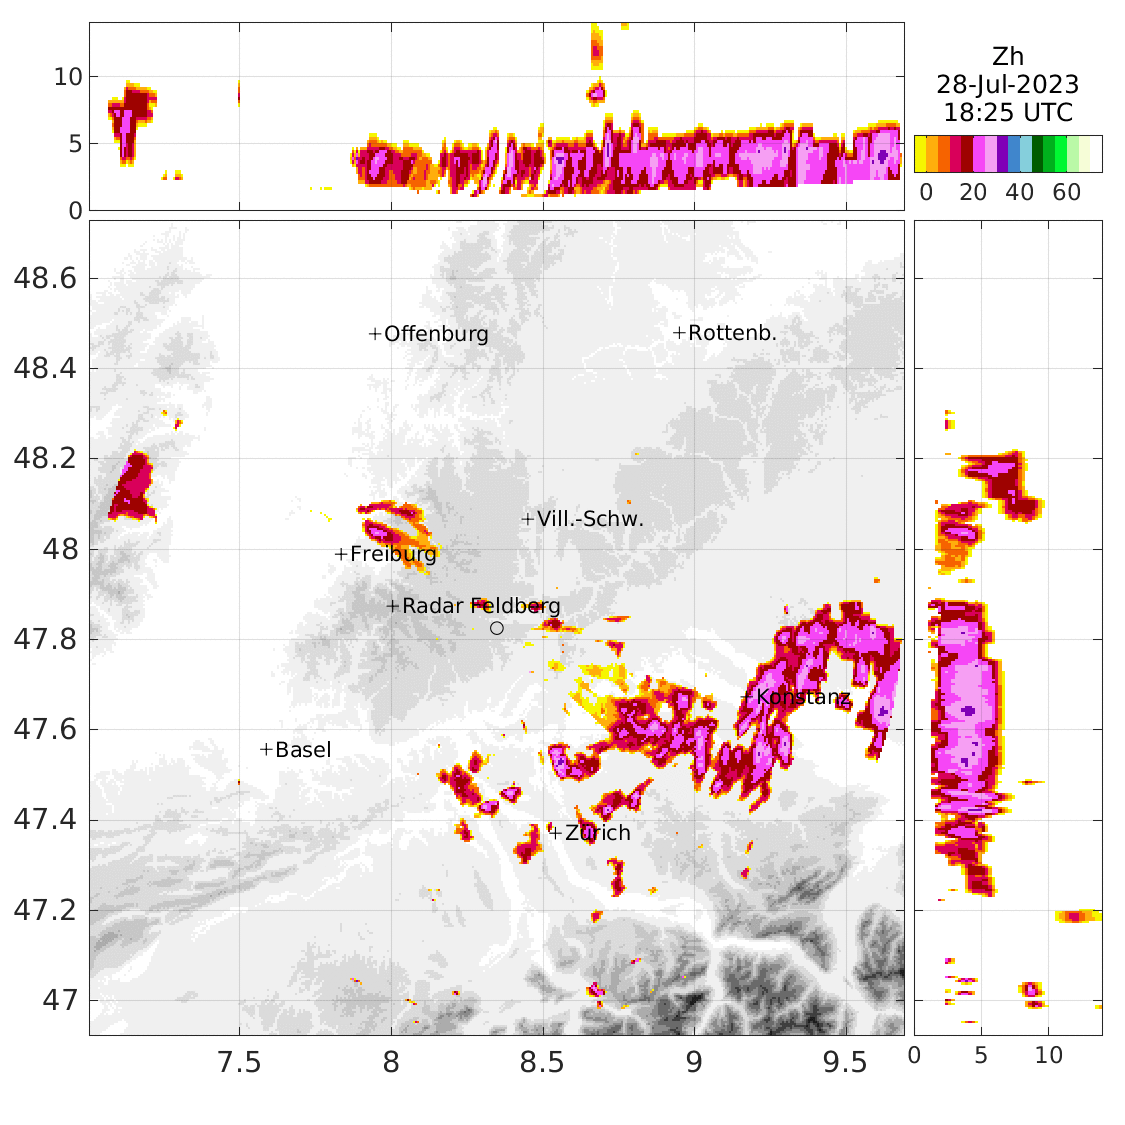 Zh
28-Jul-2023
18:25 UTC
0 20 40 60
10
5
0
48.6
48.4
48.2
48
47.8
47.6
47.4
47.2
47
+Offenburg
+Rottenb.
+Vill.-Schw.
+Freiburg
+Radar Feldberg
+Konstanz
+Basel
+Zürich
7.5 8 8.5 9 9.5
0 5 10